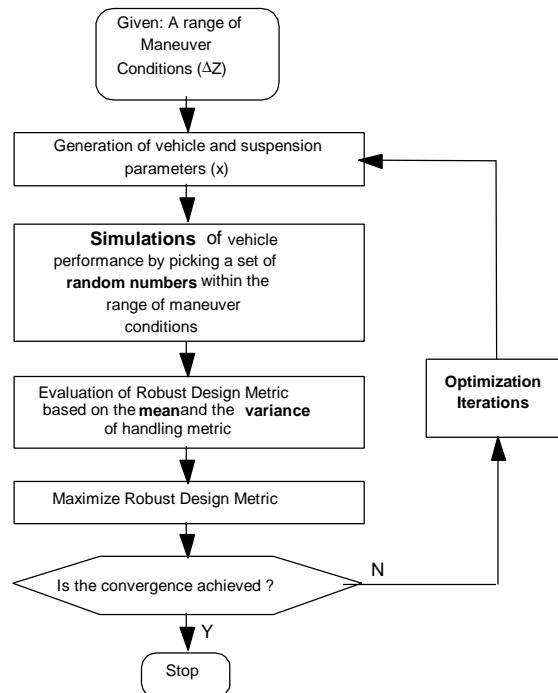 Given: A range of
Maneuver
Conditions (ΔZ)
Generation of vehicle and suspension
parameters (x)
Simulations of vehicle
performance by picking a set of
random numbers within the
range of maneuver
conditions
Evaluation of Robust Design Metric
based on the mean and the variance
of handling metric
Optimization
Iterations
Maximize Robust Design Metric
Is the convergence achieved ?
N
Y
Stop